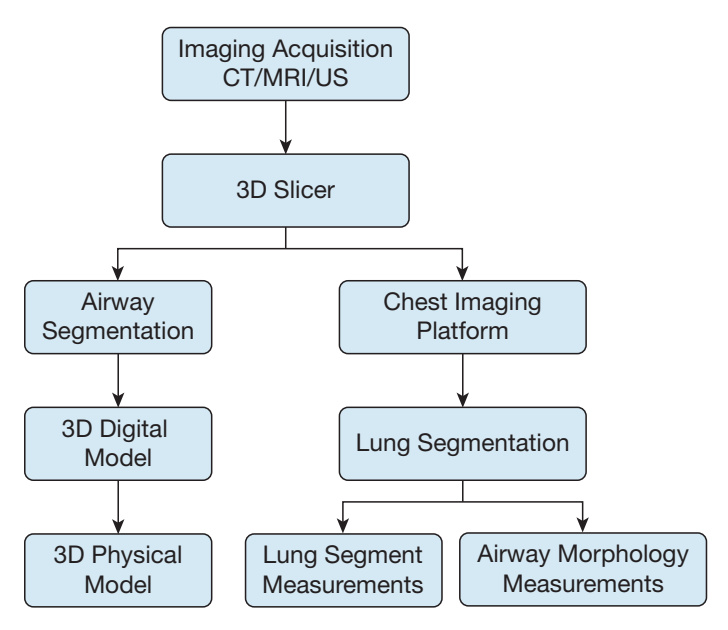 Imaging Acquisition
CT/MRI/US
3D Slicer
Airway
Segmentation
Chest Imaging
Platform
3D Digital
Model
Lung Segmentation
3D Physical
Model
Lung Segment
Measurements
Airway Morphology
Measurements